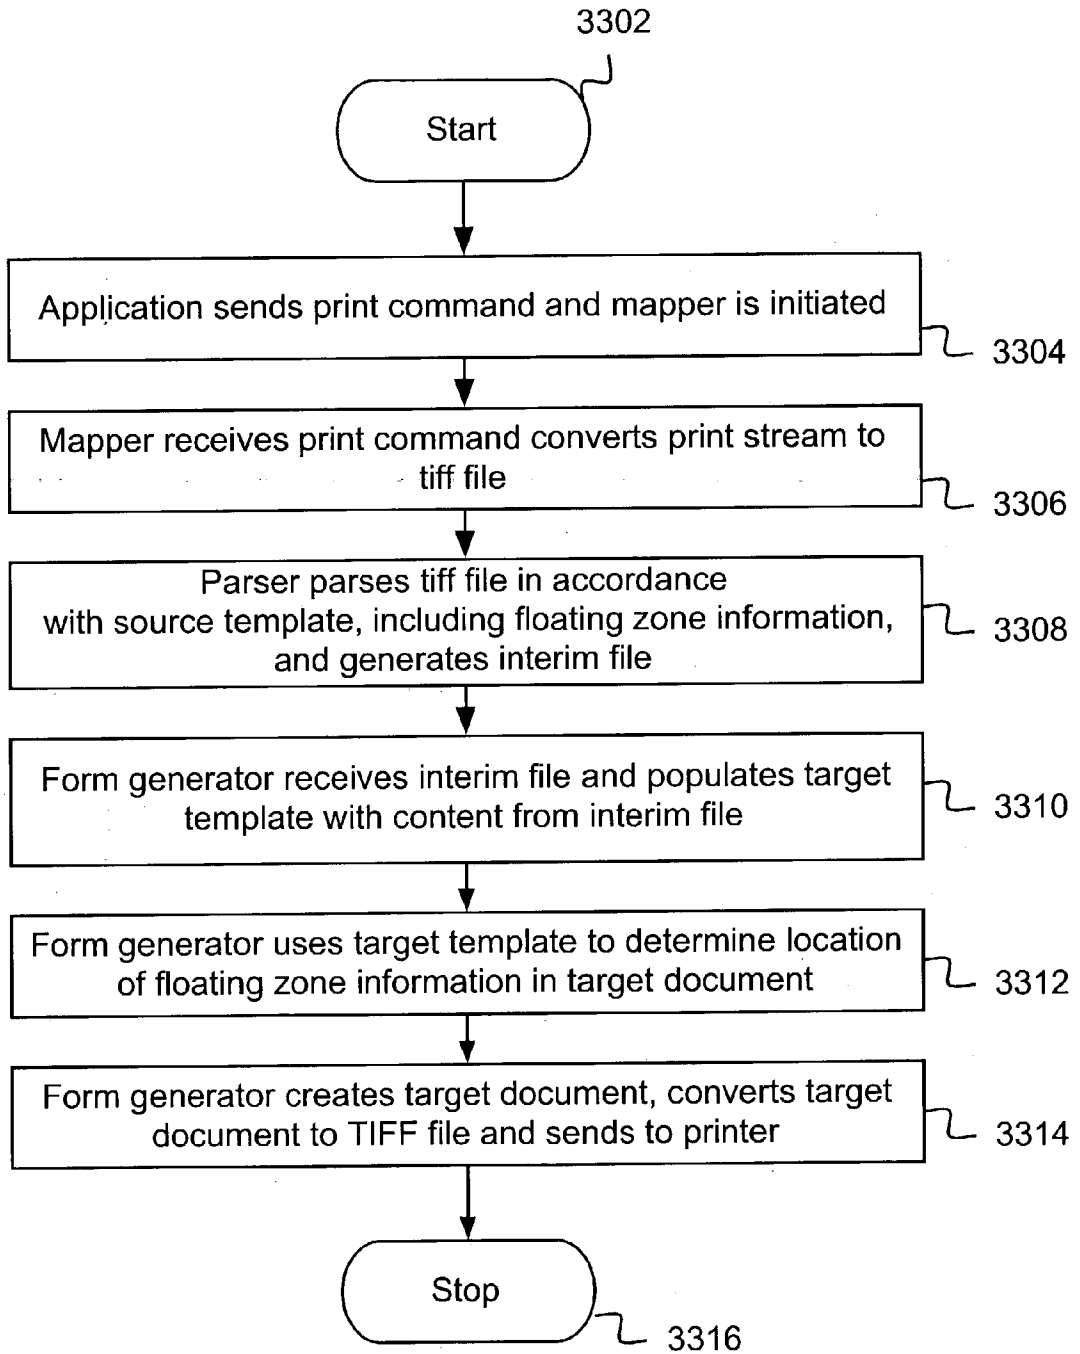 3302
Start
Application sends print command and mapper is initiated
3304
Mapper receives print command converts print stream to
tiff file
3306
Parser parses tiff file in accordance
with source template, including floating zone information,
and generates interim file
3308
Form generator receives interim file and populates target
template with content from interim file
3310
Form generator uses target template to determine location
of floating zone information in target document
3312
Form generator creates target document, converts target
document to TIFF file and sends to printer
3314
Stop
3316